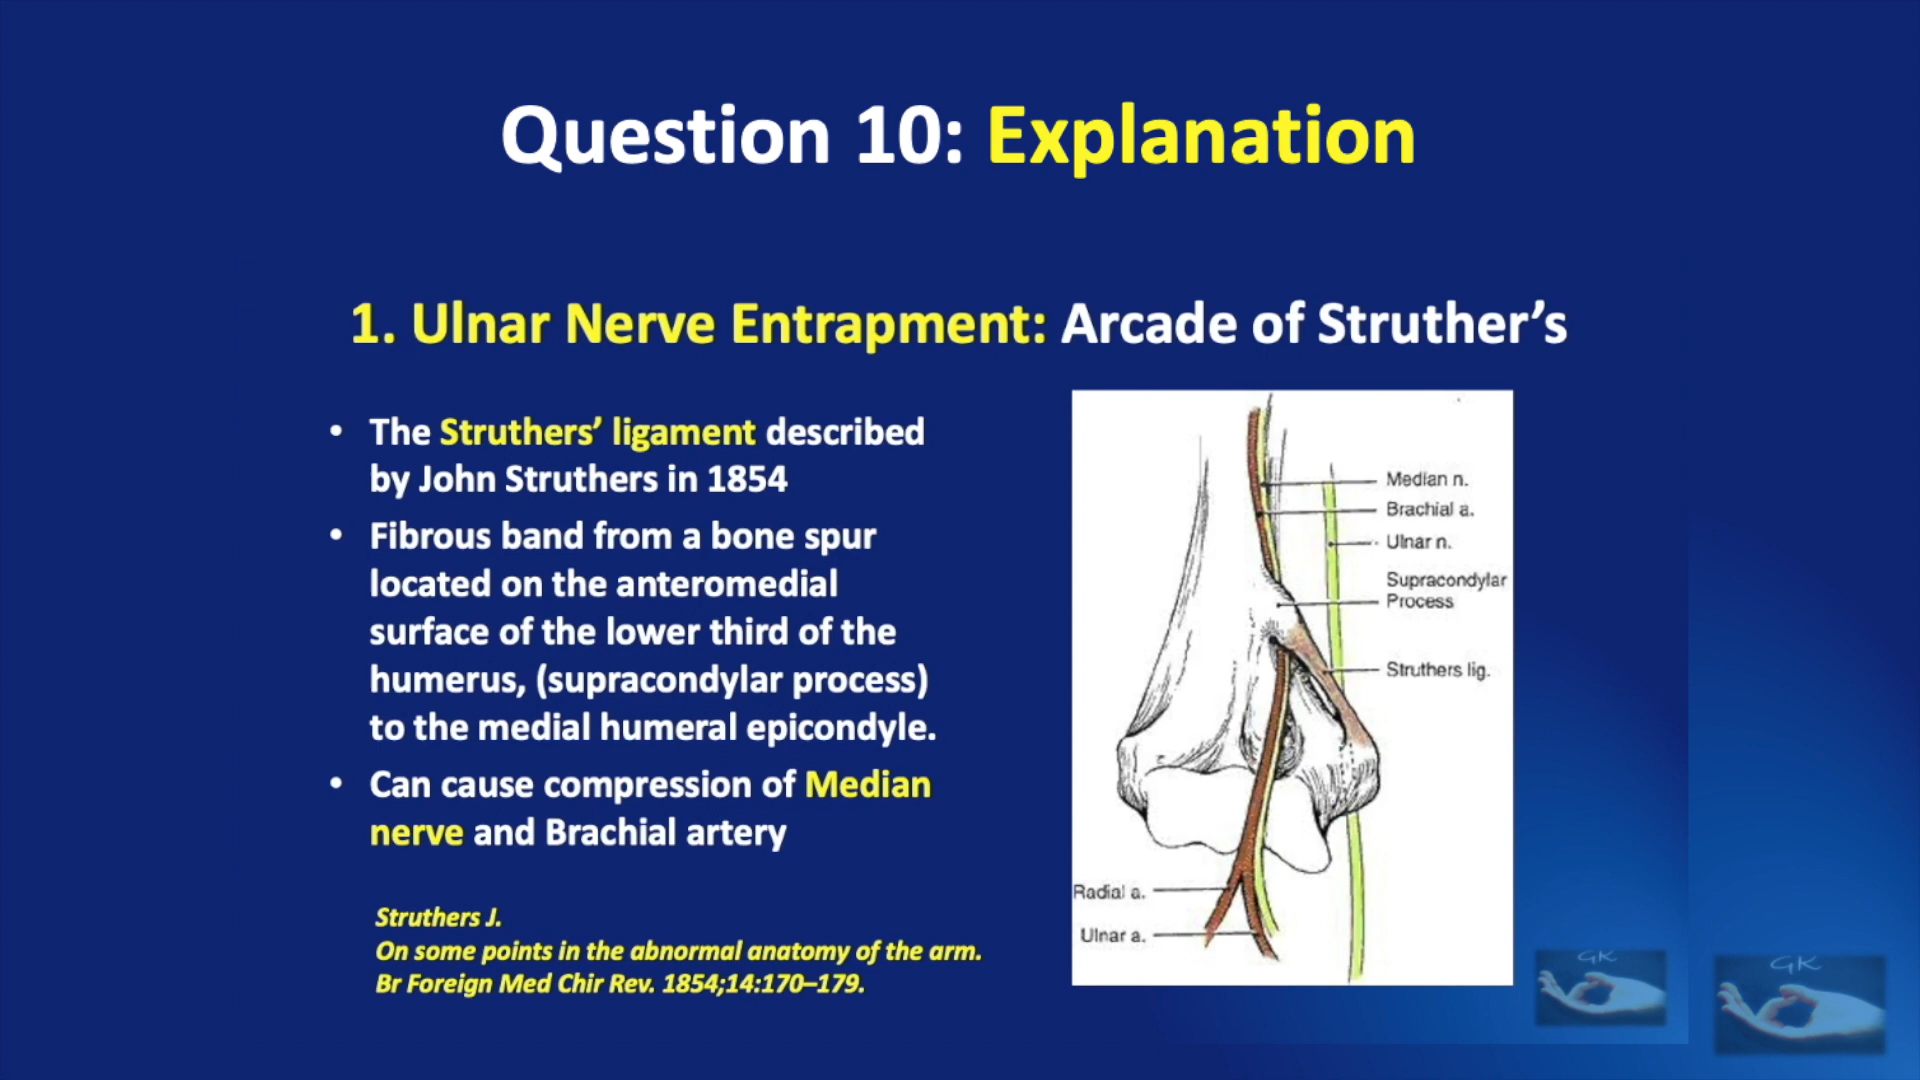 Question 10: Explanation
1. Ulnar Nerve Entrapment: Arcade of Struther’s
• The Struthers’ ligament described
by John Struthers in 1854
• Fibrous band from a bone spur
located on the anteromedial
surface of the lower third of the
humerus, (supracondylar process)
to the medial humeral epicondyle.
• Can cause compression of Median
nerve and Brachial artery
Struthers J.
On some points in the abnormal anatomy of the arm.
Br Foreign Med Chir Rev. 1854;14:170–179.
Median n.
Brachial a.
Ulnar n.
Supracondylar
Process
Struthers lig.
Radial a.
Ulnar a.
GK
GK